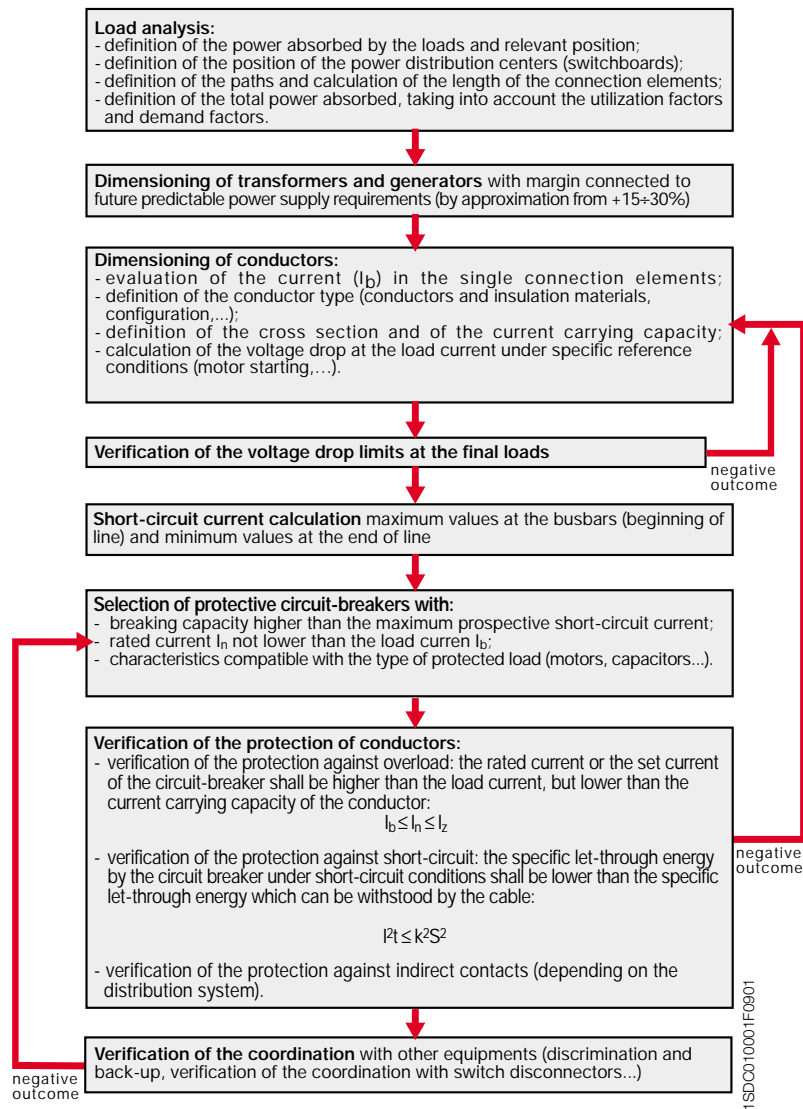 Load analysis:
- definition of the power absorbed by the loads and relevant position;
- definition of the position of the power distribution centers (switchboards);
- definition of the paths and calculation of the length of the connection elements;
- definition of the total power absorbed, taking into account the utilization factors
and demand factors.
Dimensioning of transformers and generators with margin connected to
future predictable power supply requirements (by approximation from +15÷30%)
Dimensioning of conductors:
- evaluation of the current (Ib) in the single connection elements;
- definition of the conductor type (conductors and insulation materials,
configuration,...);
- definition of the cross section and of the current carrying capacity;
- calculation of the voltage drop at the load current under specific reference
conditions (motor starting,…).
Verification of the voltage drop limits at the final loads
negative
outcome
Short-circuit current calculation maximum values at the busbars (beginning of
line) and minimum values at the end of line
Selection of protective circuit-breakers with:
- breaking capacity higher than the maximum prospective short-circuit current;
- rated current In not lower than the load curren Ib;
- characteristics compatible with the type of protected load (motors, capacitors...).
Verification of the protection of conductors:
- verification of the protection against overload: the rated current or the set current
of the circuit-breaker shall be higher than the load current, but lower than the
current carrying capacity of the conductor:
Ib ≤ In ≤ Iz
- verification of the protection against short-circuit: the specific let-through energy
by the circuit breaker under short-circuit conditions shall be lower than the specific
let-through energy which can be withstood by the cable:
I²t ≤ k²S²
- verification of the protection against indirect contacts (depending on the
distribution system).
negative
outcome
Verification of the coordination with other equipments (discrimination and
back-up, verification of the coordination with switch disconnectors...)
negative
outcome
1SDC010001F0901